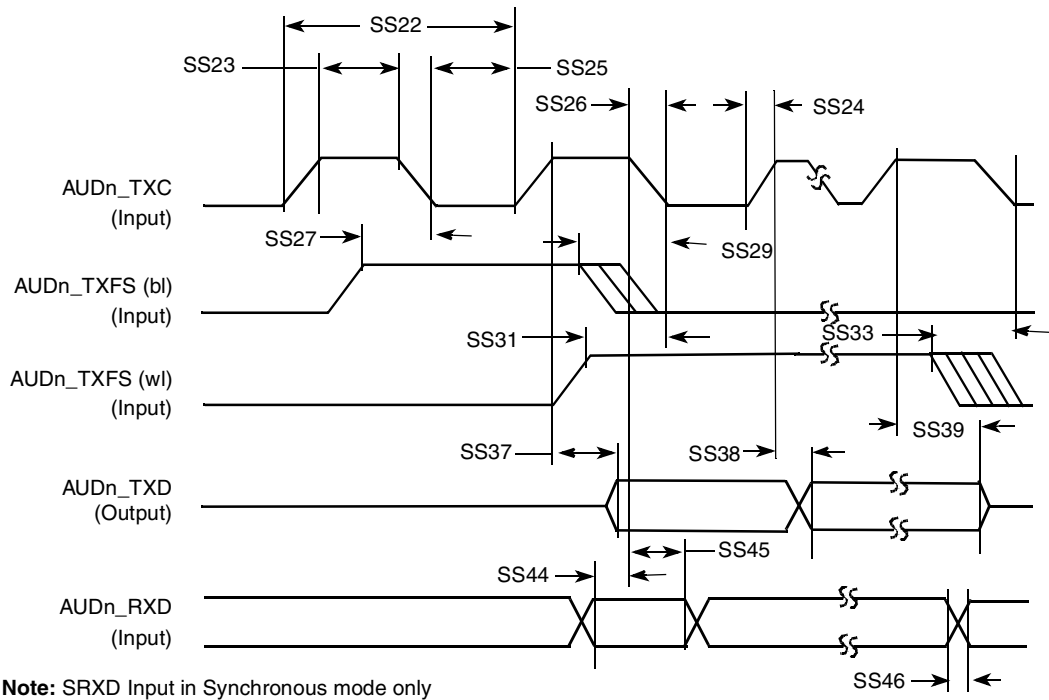 SS22
SS23
SS25
SS26
SS24
AUDn_TXC
(Input)
SS27
SS29
AUDn_TXFS (bl)
(Input)
SS31
SS33
AUDn_TXFS (wl)
(Input)
SS39
SS37
SS38
AUDn_TXD
(Output)
SS45
SS44
AUDn_RXD
(Input)
SS46
Note: SRXD Input in Synchronous mode only